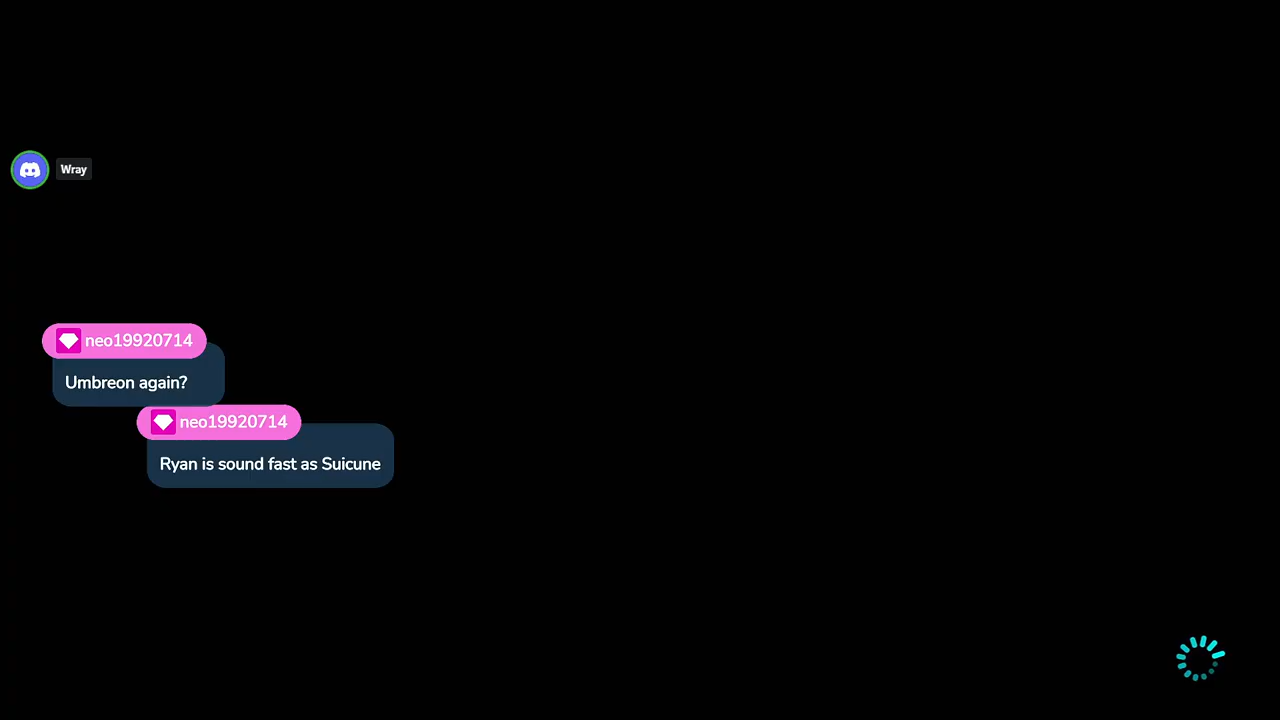 Wray
neo19920714
Umbreon again?
neo19920714
Ryan is sound fast as Suicune